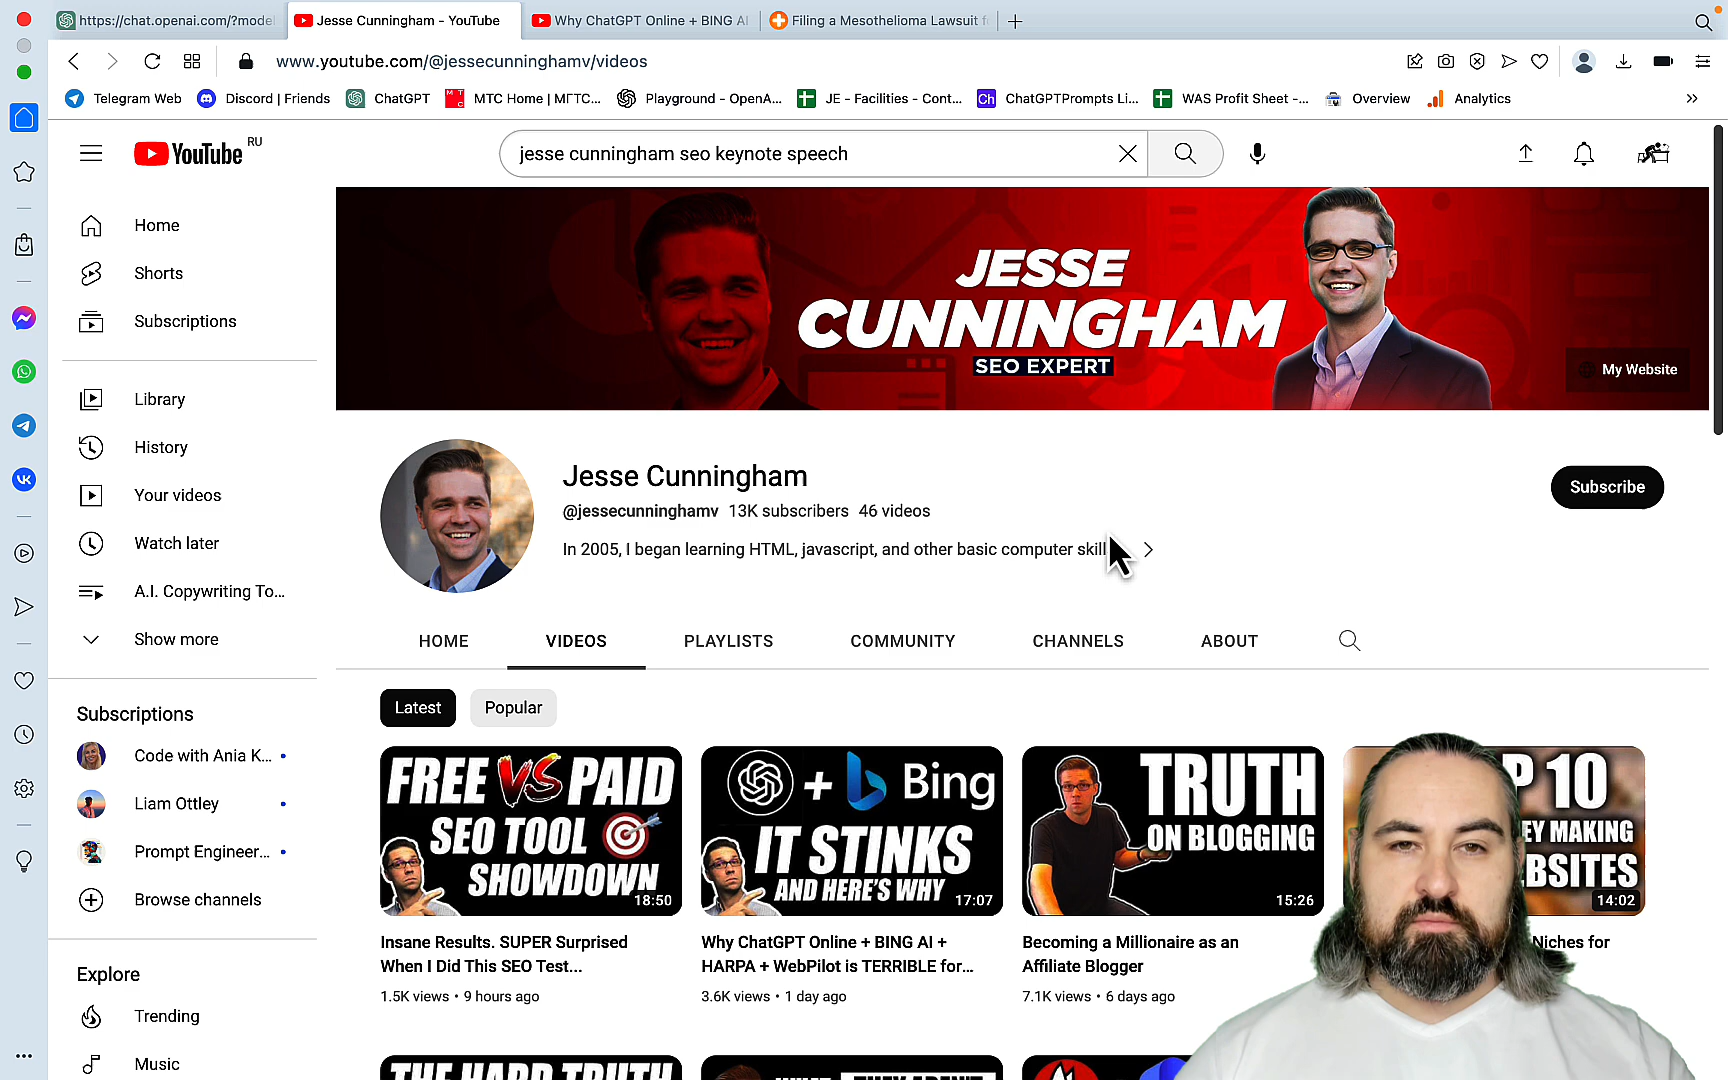 https://chat.openai.com/?model
Jesse Cunningham - YouTube
Why ChatGPT Online + BING AI
Filing a Mesothelioma Lawsuit f
www.youtube.com/@jessecunninghamv/videos
Telegram Web
Discord | Friends
ChatGPT
MTC Home | МГТС...
Playground - OpenA...
JE - Facilities - Cont...
Ch
ChatGPTPrompts Li...
WAS Profit Sheet -...
Overview
Analytics
YouTube RU
jesse cunningham seo keynote speech
Home
Shorts
Subscriptions
Library
History
Your videos
Watch later
A.I. Copywriting To...
Show more
Subscriptions
Code with Ania K...
Liam Ottley
Prompt Engineer...
Browse channels
Explore
Trending
Music
JESSE
CUNNINGHAM
SEO EXPERT
My Website
Jesse Cunningham
@jessecunninghamv 13K subscribers 46 videos
In 2005, I began learning HTML, javascript, and other basic computer skill
Subscribe
HOME
VIDEOS
PLAYLISTS
COMMUNITY
CHANNELS
ABOUT
Latest
Popular
FREE VS PAID
SEO TOOL
SHOWDOWN
18:50
Insane Results. SUPER Surprised
When I Did This SEO Test...
1.5K views • 9 hours ago
+ Bing
IT STINKS
AND HERE'S WHY
17:07
Why ChatGPT Online + BING AI +
HARPA + WebPilot is TERRIBLE for...
3.6K views • 1 day ago
TRUTH
ON BLOGGING
15:26
Becoming a Millionaire as an
Affiliate Blogger
7.1K views • 6 days ago
P 10
EY MAKING
EBSITES
14:02
Niches for
THE HARD TRUTH
THEY AREN'T